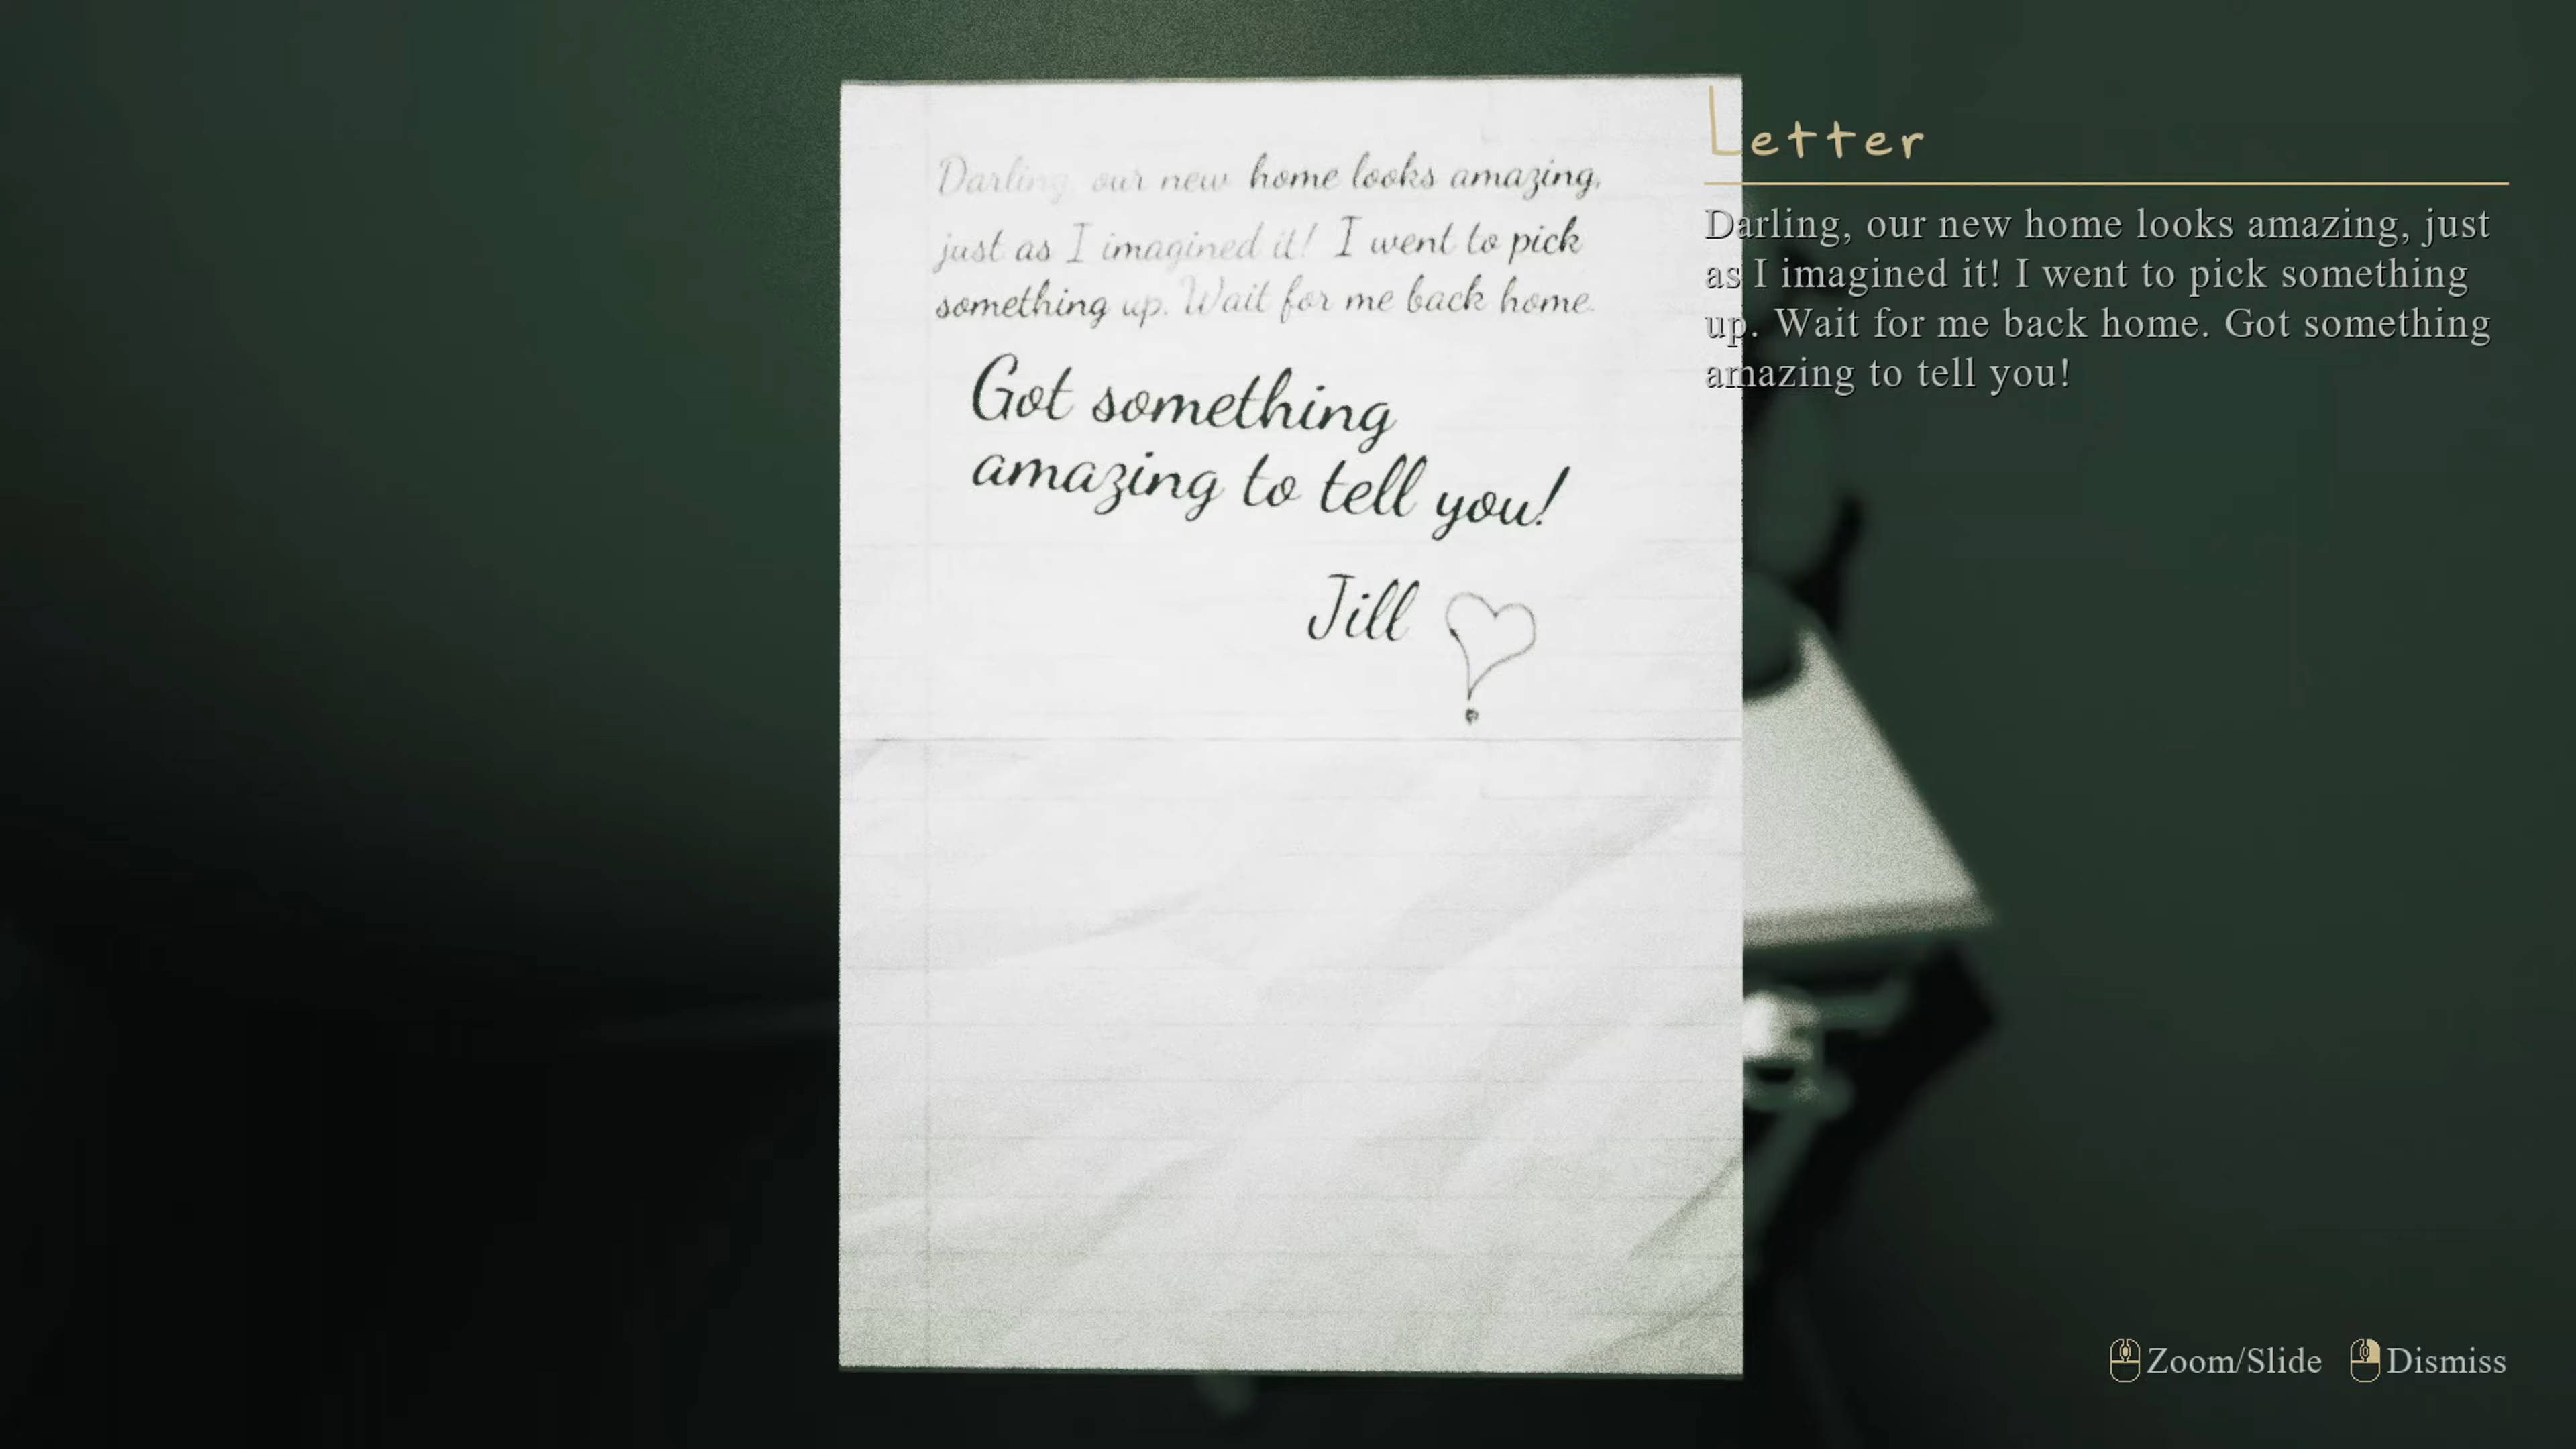 Darling, our new home looks amazing,
just as I imagined it! I went to pick
something up. Wait for me back home.
Got something
amazing to tell you!
Jill
Letter
Darling, our new home looks amazing, just
as I imagined it! I went to pick something
up. Wait for me back home. Got something
amazing to tell you!
Zoom/Slide Dismiss